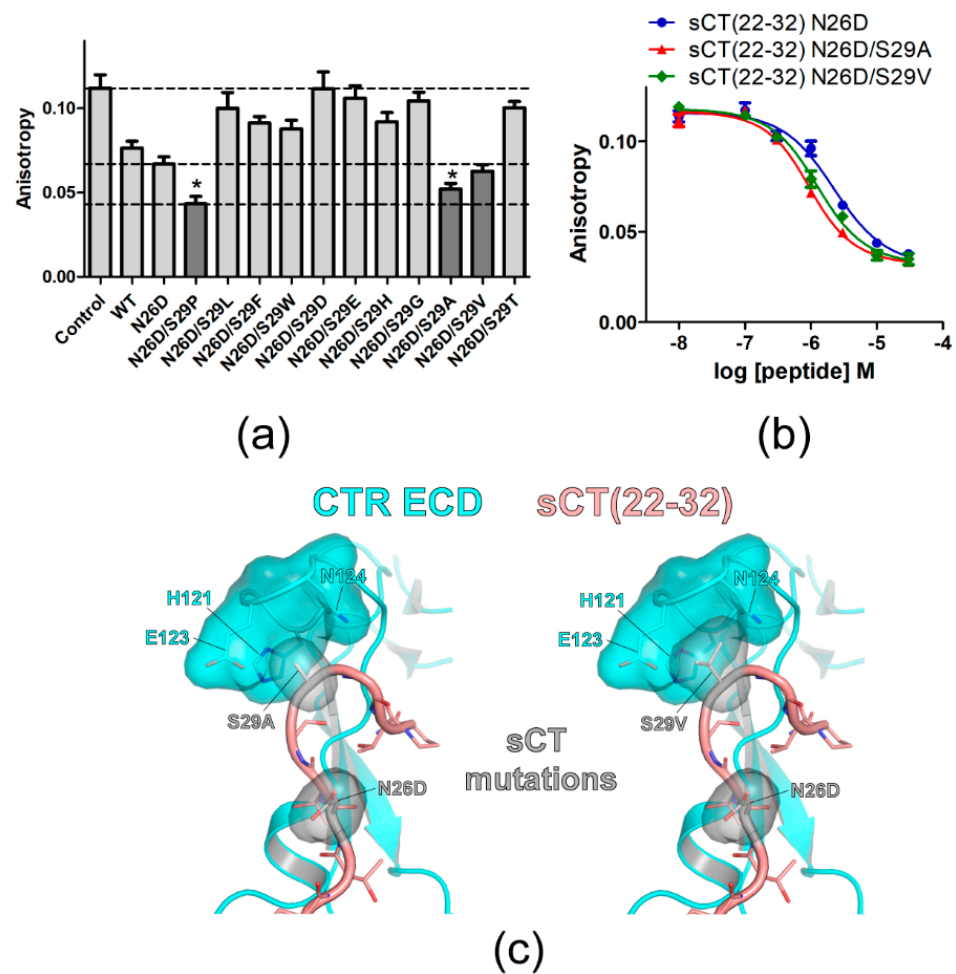 (a)
Anisotropy
0.10
0.05
0.00
*
*
Control
WT
N26D
N26D/S29P
N26D/S29L
N26D/S29F
N26D/S29W
N26D/S29D
N26D/S29E
N26D/S29H
N26D/S29G
N26D/S29A
N26D/S29V
N26D/S29T
sCT(22-32) N26D
sCT(22-32) N26D/S29A
sCT(22-32) N26D/S29V
Anisotropy
0.10
0.05
0.00
-8 -7 -6 -5 -4
log [peptide] M
(b)
CTR ECD sCT(22-32)
N124
H121
E123
S29A
N26D
sCT
mutations
N124
H121
E123
S29V
N26D
(c)